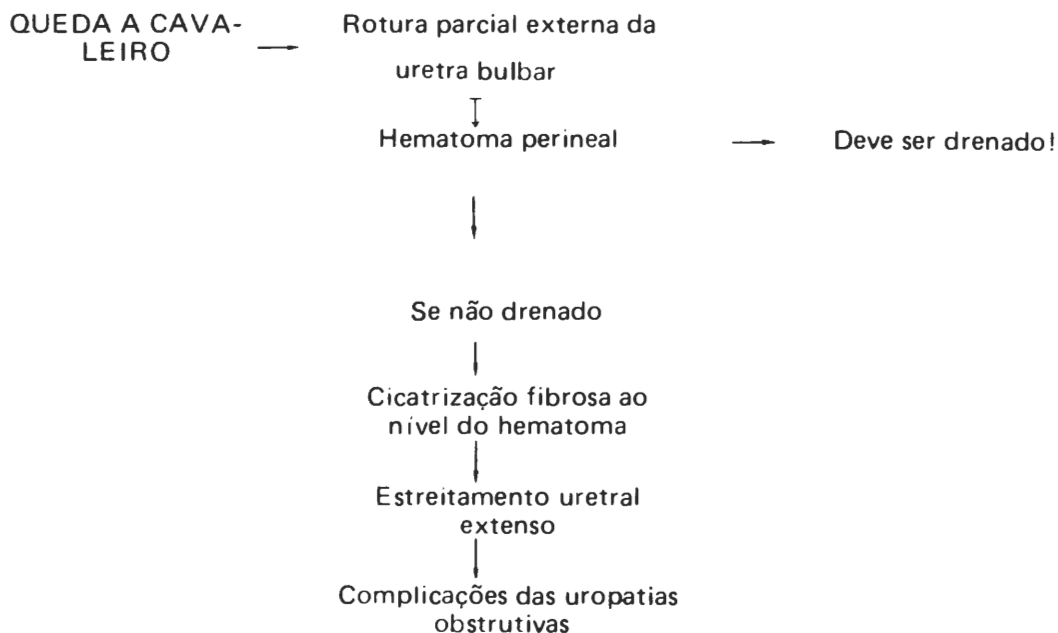 QUEDA A CAVA-
LEIRO
Rotura parcial externa da
uretra bulbar
Hematoma perineal
Deve ser drenado!
Se não drenado
Cicatrização fibrosa ao
nível do hematoma
Estreitamento uretral
extenso
Complicações das uropatias
obstrutivas